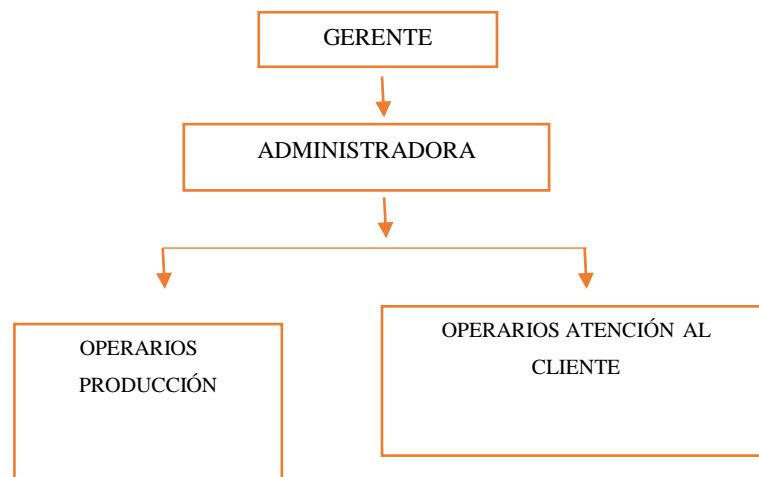 GERENTE
ADMINISTRADORA
OPERARIOS
PRODUCCIÓN
OPERARIOS ATENCIÓN AL
CLIENTE